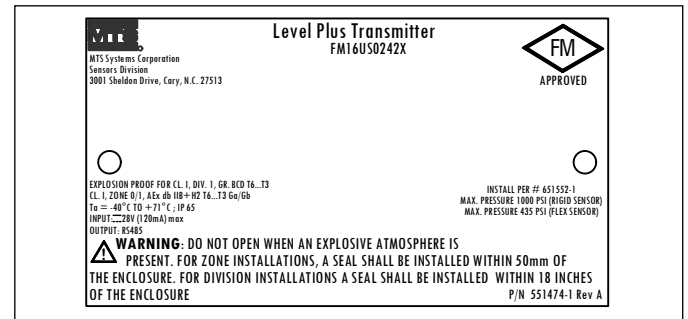 MTS
®
Level Plus Transmitter
FM16US0242X
MTS Systems Corporation
Sensors Division
3001 Sheldon Drive, Cary, N.C. 27513
FM
APPROVED
EXPLOSION PROOF FOR CL. I, DIV. 1, GR. BCD T6...T3
CL. I, ZONE 0/1, AEx db IIB+H2 T6...T3 Ga/Gb
Ta = -40°C TO +71°C ; IP 65
INPUT:⎓28V (120mA) max
OUTPUT: RS485
INSTALL PER # 651552-1
MAX. PRESSURE 1000 PSI (RIGID SENSOR)
MAX. PRESSURE 435 PSI (FLEX SENSOR)
WARNING: DO NOT OPEN WHEN AN EXPLOSIVE ATMOSPHERE IS
PRESENT. FOR ZONE INSTALLATIONS, A SEAL SHALL BE INSTALLED WITHIN 50mm OF
THE ENCLOSURE. FOR DIVISION INSTALLATIONS A SEAL SHALL BE INSTALLED WITHIN 18 INCHES
OF THE ENCLOSURE
P/N 551474-1 Rev A